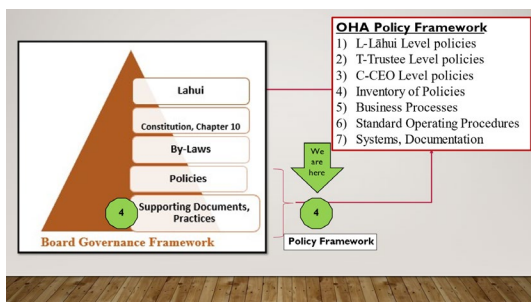 Lahui
Constitution, Chapter 10
By-Laws
Policies
4
Supporting Documents,
Practices
Board Governance Framework
We
are
here
4
Policy Framework
OHA Policy Framework
1) L-Lāhui Level policies
2) T-Trustee Level policies
3) C-CEO Level policies
4) Inventory of Policies
5) Business Processes
6) Standard Operating Procedures
7) Systems, Documentation